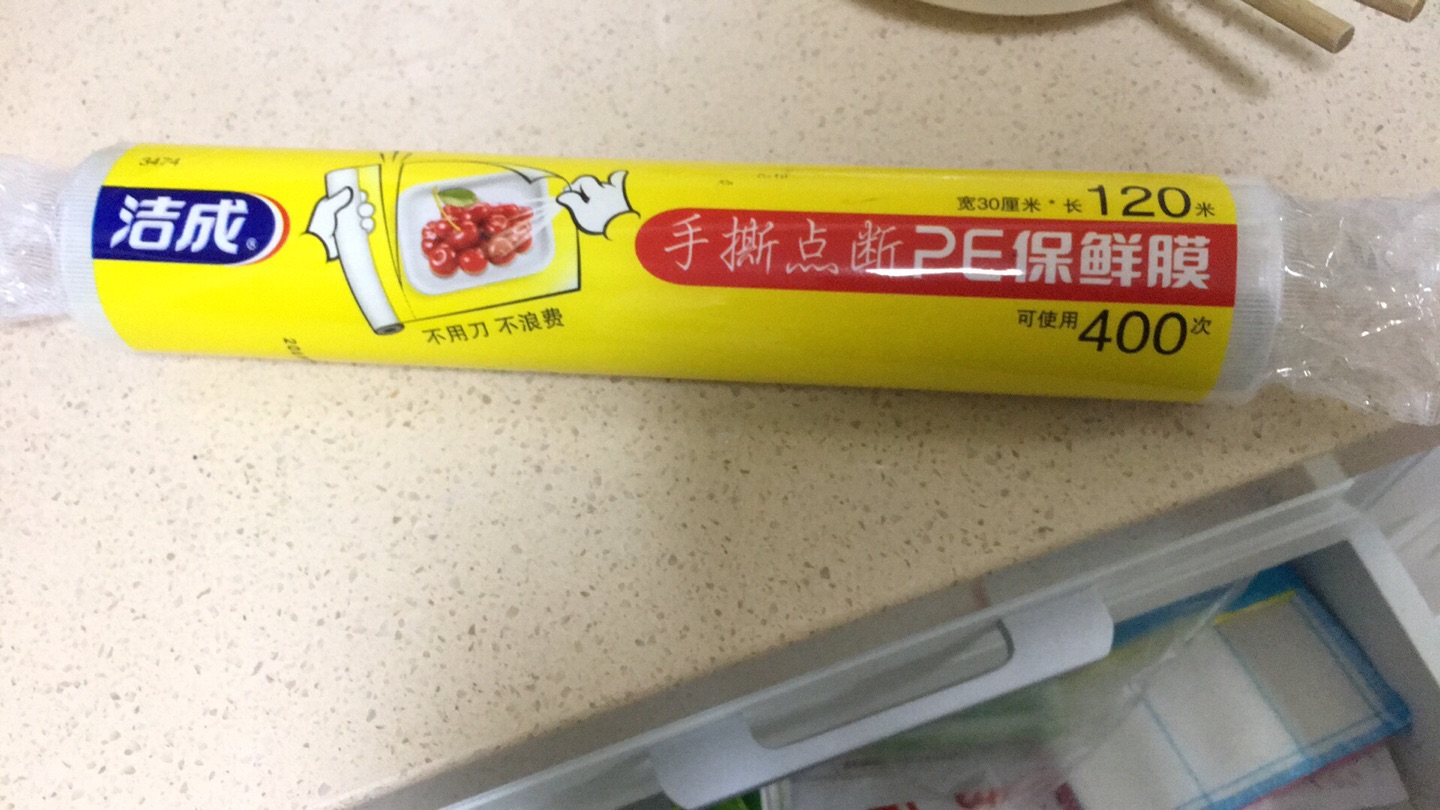 3474
洁成®
不用刀 不浪费
宽30厘米·长120米
手撕点断PE保鲜膜
可使用400次